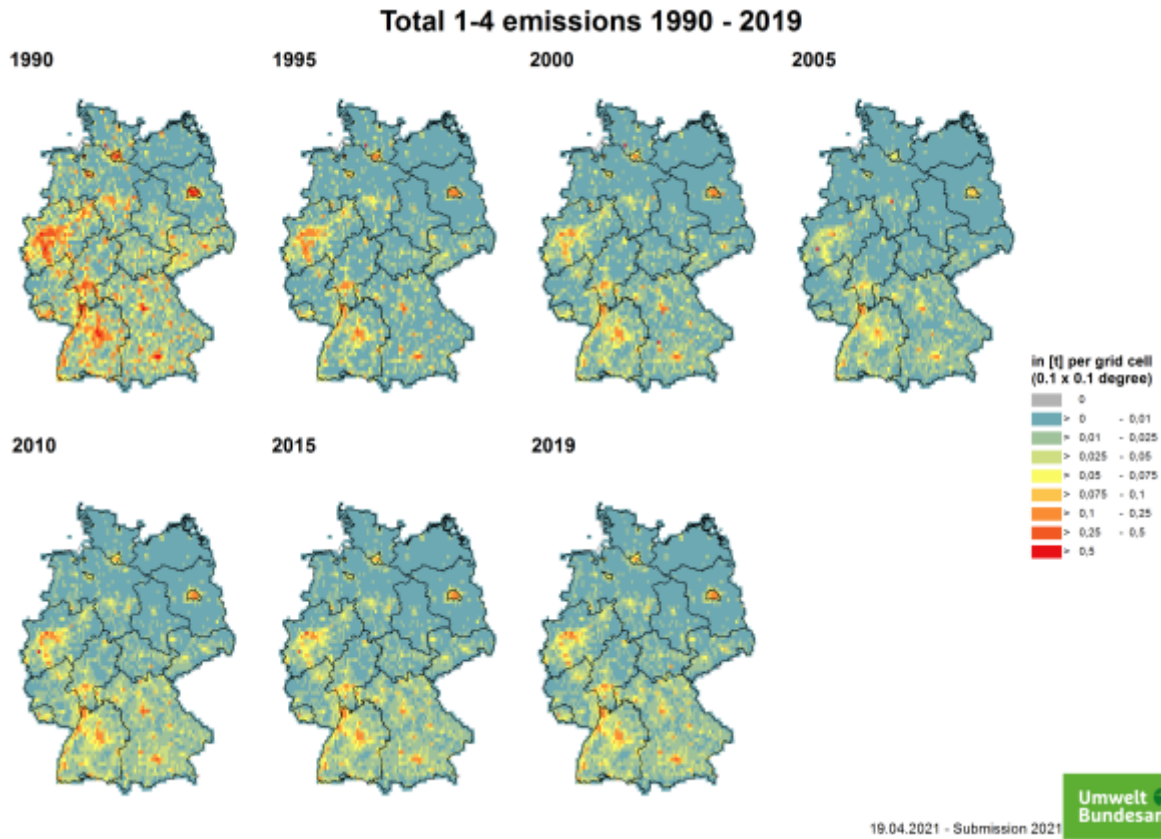 Total 1-4 emissions 1990 - 2019
1990
1995
2000
2005
in [t] per grid cell
(0.1 x 0.1 degree)
0
> 0 - 0,01
> 0,01 - 0,025
> 0,025 - 0,05
> 0,05 - 0,075
> 0,075 - 0,1
> 0,1 - 0,25
> 0,25 - 0,5
> 0,5
2010
2015
2019
19.04.2021 - Submission 2021
Umwelt
Bundesam